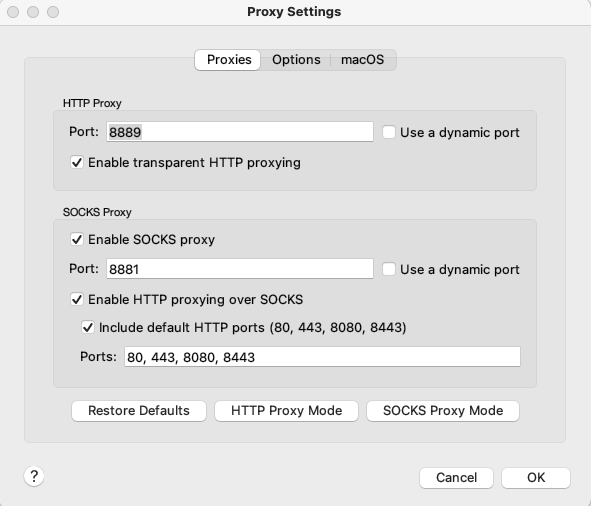 Proxy Settings
Proxies Options macOS
HTTP Proxy
Port: 8889 Use a dynamic port
Enable transparent HTTP proxying
SOCKS Proxy
Enable SOCKS proxy
Port: 8881 Use a dynamic port
Enable HTTP proxying over SOCKS
Include default HTTP ports (80, 443, 8080, 8443)
Ports: 80, 443, 8080, 8443
Restore Defaults HTTP Proxy Mode SOCKS Proxy Mode
? Cancel OK